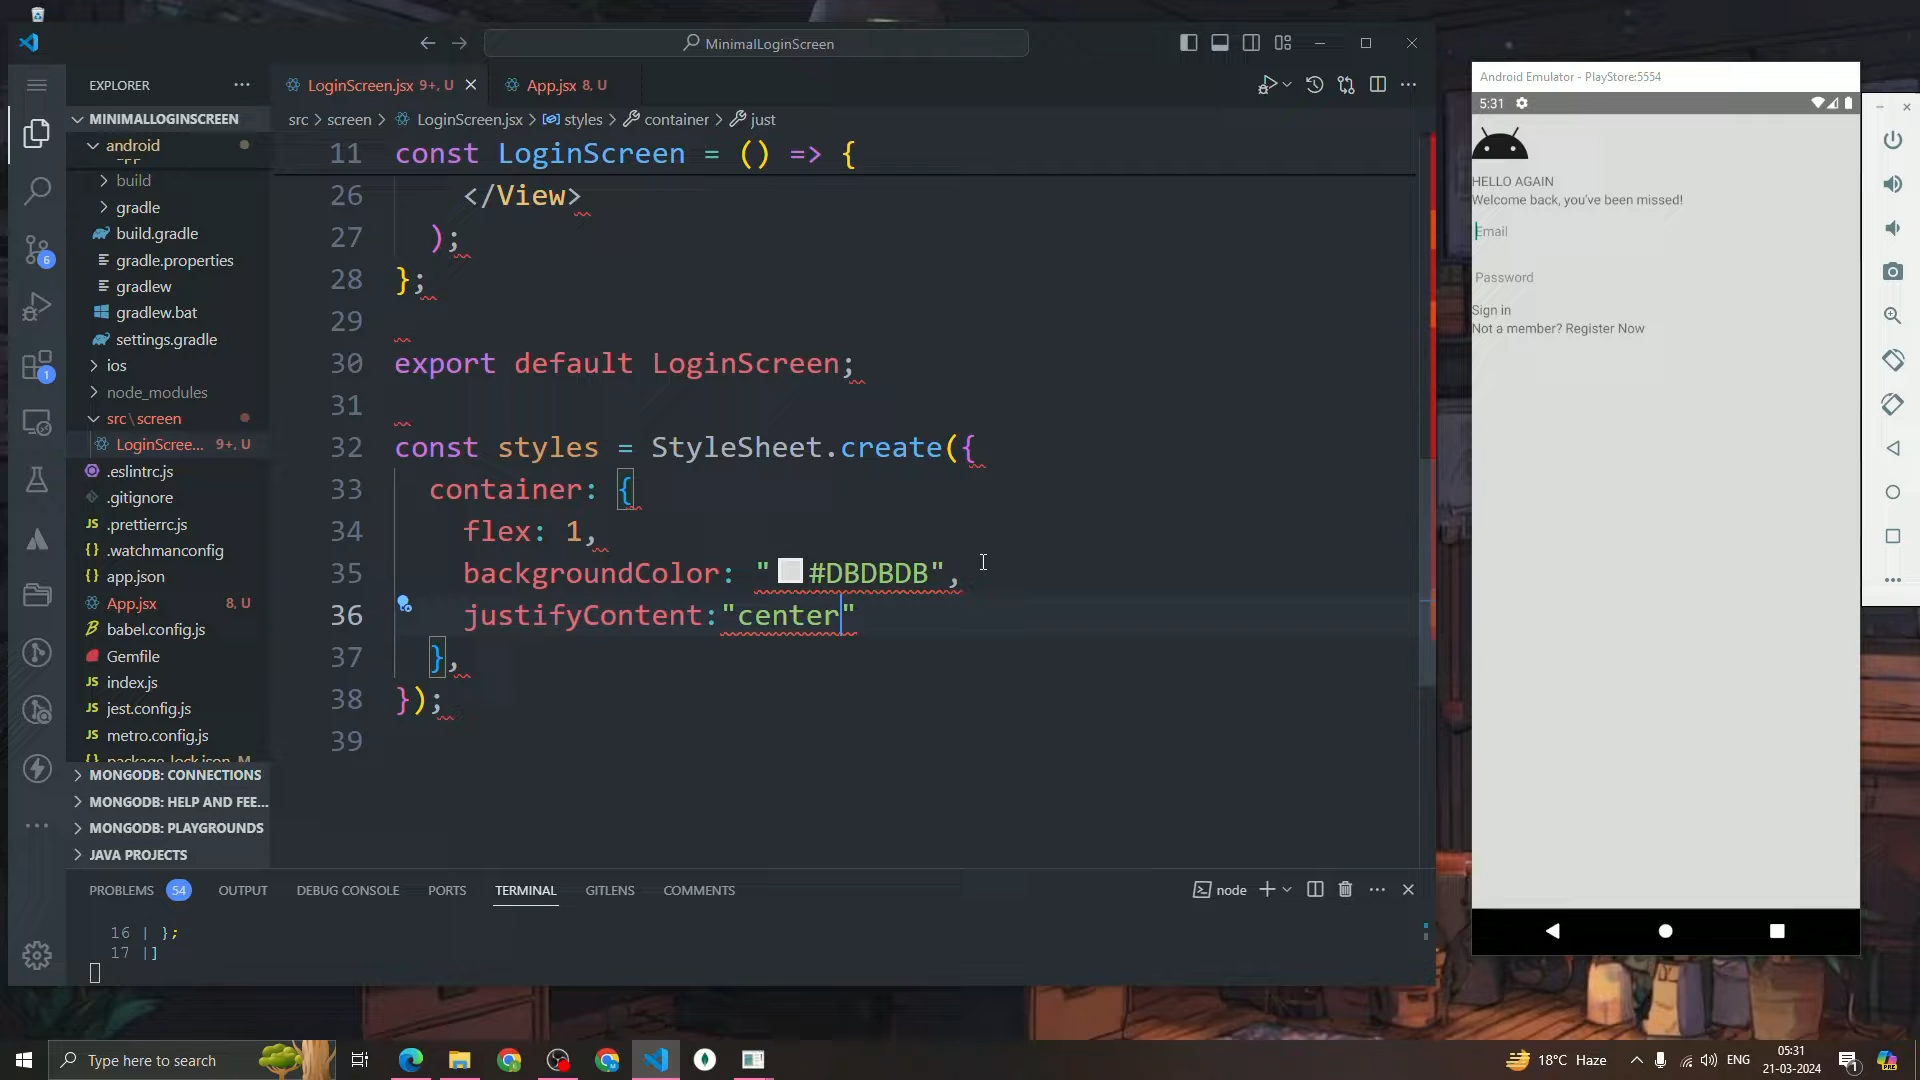 MinimalLoginScreen
EXPLORER
LoginScreen.jsx 9+, U
App.jsx 8, U
src > screen > LoginScreen.jsx > styles > container > just
MINIMALLOGINSCREEN
android
build
gradle
build.gradle
gradle.properties
gradlew
gradlew.bat
settings.gradle
ios
node_modules
src\screen
LoginScree... 9+, U
.eslintrc.js
.gitignore
.prettierrc.js
.watchmanconfig
app.json
App.jsx 8, U
babel.config.js
Gemfile
index.js
jest.config.js
metro.config.js
package-lock.json M
MONGODB: CONNECTIONS
MONGODB: HELP AND FEE...
MONGODB: PLAYGROUNDS
JAVA PROJECTS
6
1
11 const LoginScreen = () => {
26 </View>
27 );
28 };
29
30 export default LoginScreen;
31
32 const styles = StyleSheet.create({
33 container: {
34 flex: 1,
35 backgroundColor: "#DBDBDB",
36 justifyContent:"center"
37 },
38 });
39
PROBLEMS 54 OUTPUT DEBUG CONSOLE PORTS TERMINAL GITLENS COMMENTS
node
16 | };
17 |]
Android Emulator - PlayStore:5554
5:31
HELLO AGAIN
Welcome back, you've been missed!
Email
Password
Sign in
Not a member? Register Now
Type here to search
18°C Haze
ENG
05:31
21-03-2024
1